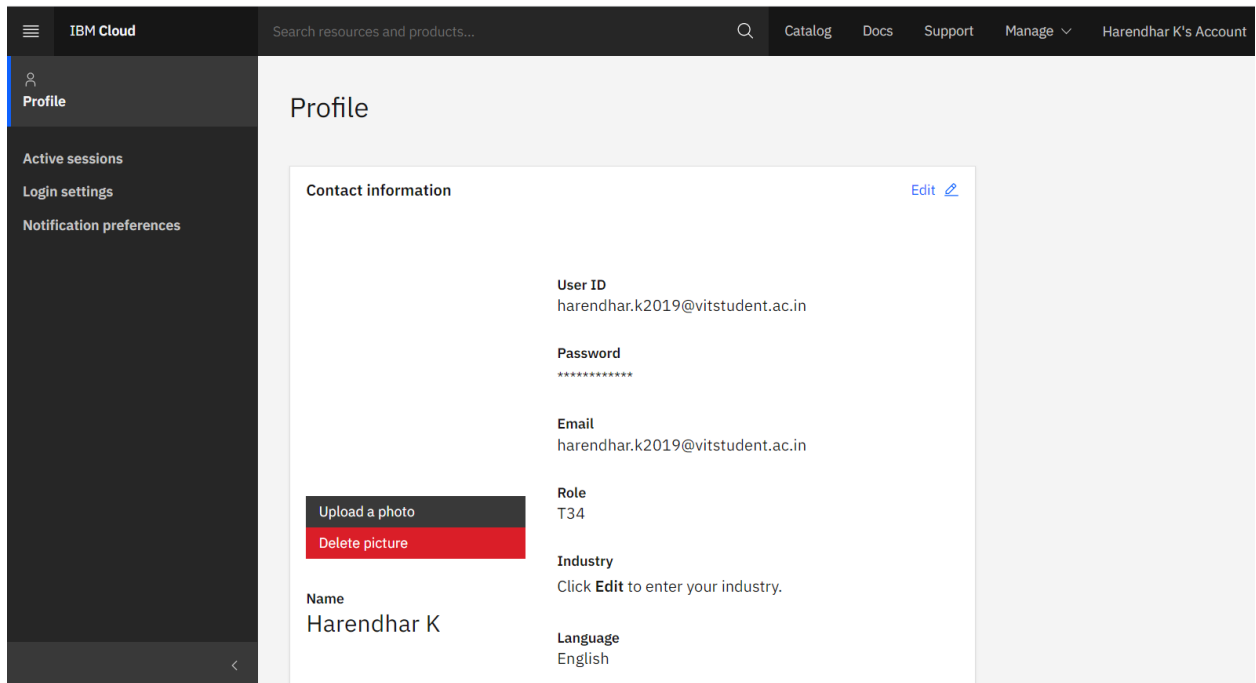 IBM Cloud
Search resources and products...
Catalog
Docs
Support
Manage
Harendhar K's Account
Profile
Active sessions
Login settings
Notification preferences
Profile
Contact information
Edit
User ID
harendhar.k2019@vitstudent.ac.in
Password
************
Email
harendhar.k2019@vitstudent.ac.in
Role
T34
Upload a photo
Delete picture
Industry
Click Edit to enter your industry.
Name
Harendhar K
Language
English